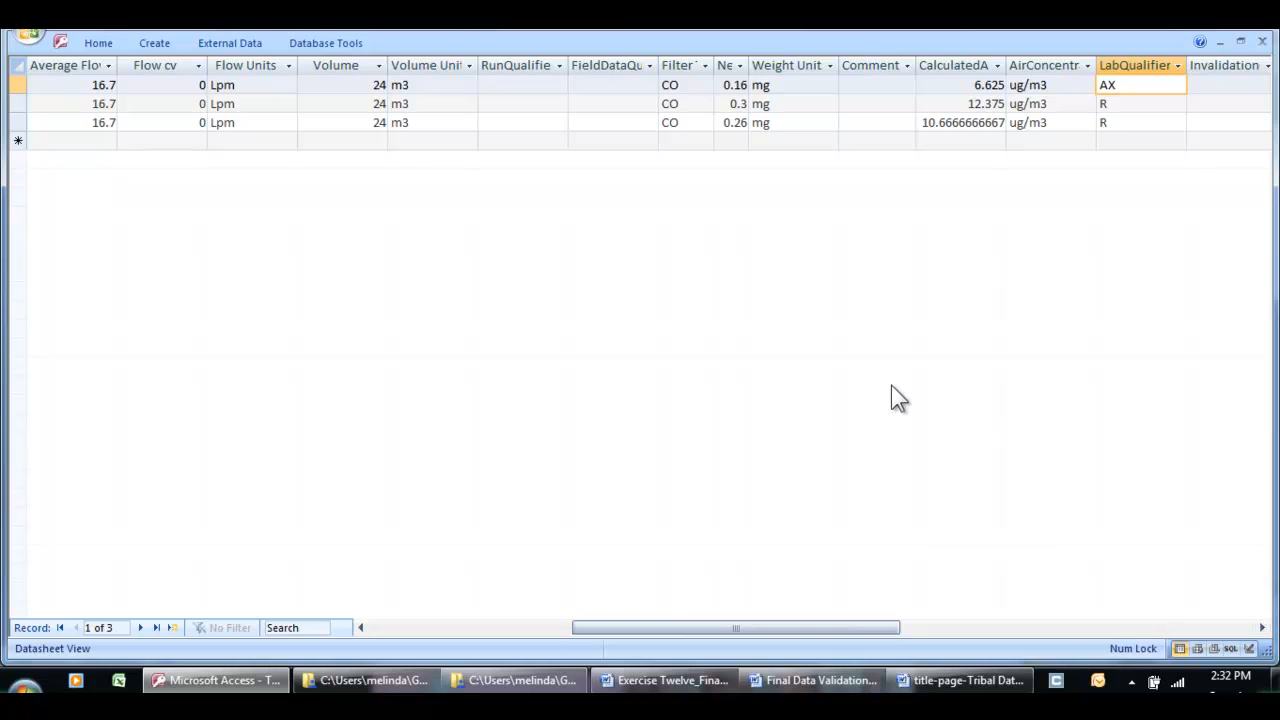 Home Create External Data Database Tools
Average Flo Flow cv Flow Units Volume Volume Unit RunQualifie FieldDataQu Filter Ne Weight Unit Comment CalculatedA AirConcentr LabQualifier Invalidation
16.7 0 Lpm 24 m3X CO 0.16 mg 6.625 ug/m3 AX
16.7 0 Lpm 24 m3 CO 0.3 mg 12.375 ug/m3 R
16.7 0 Lpm 24 m3 CO 0.26 mg 10.6666666667 ug/m3 R
Record: 1 of 3 No Filter Search
Datasheet View Num Lock SQL
Microsoft Access - T... C:\Users\melinda\G... C:\Users\melinda\G... Exercise Twelve_Fina... Final Data Validation... title-page-Tribal Dat... 2:32 PM